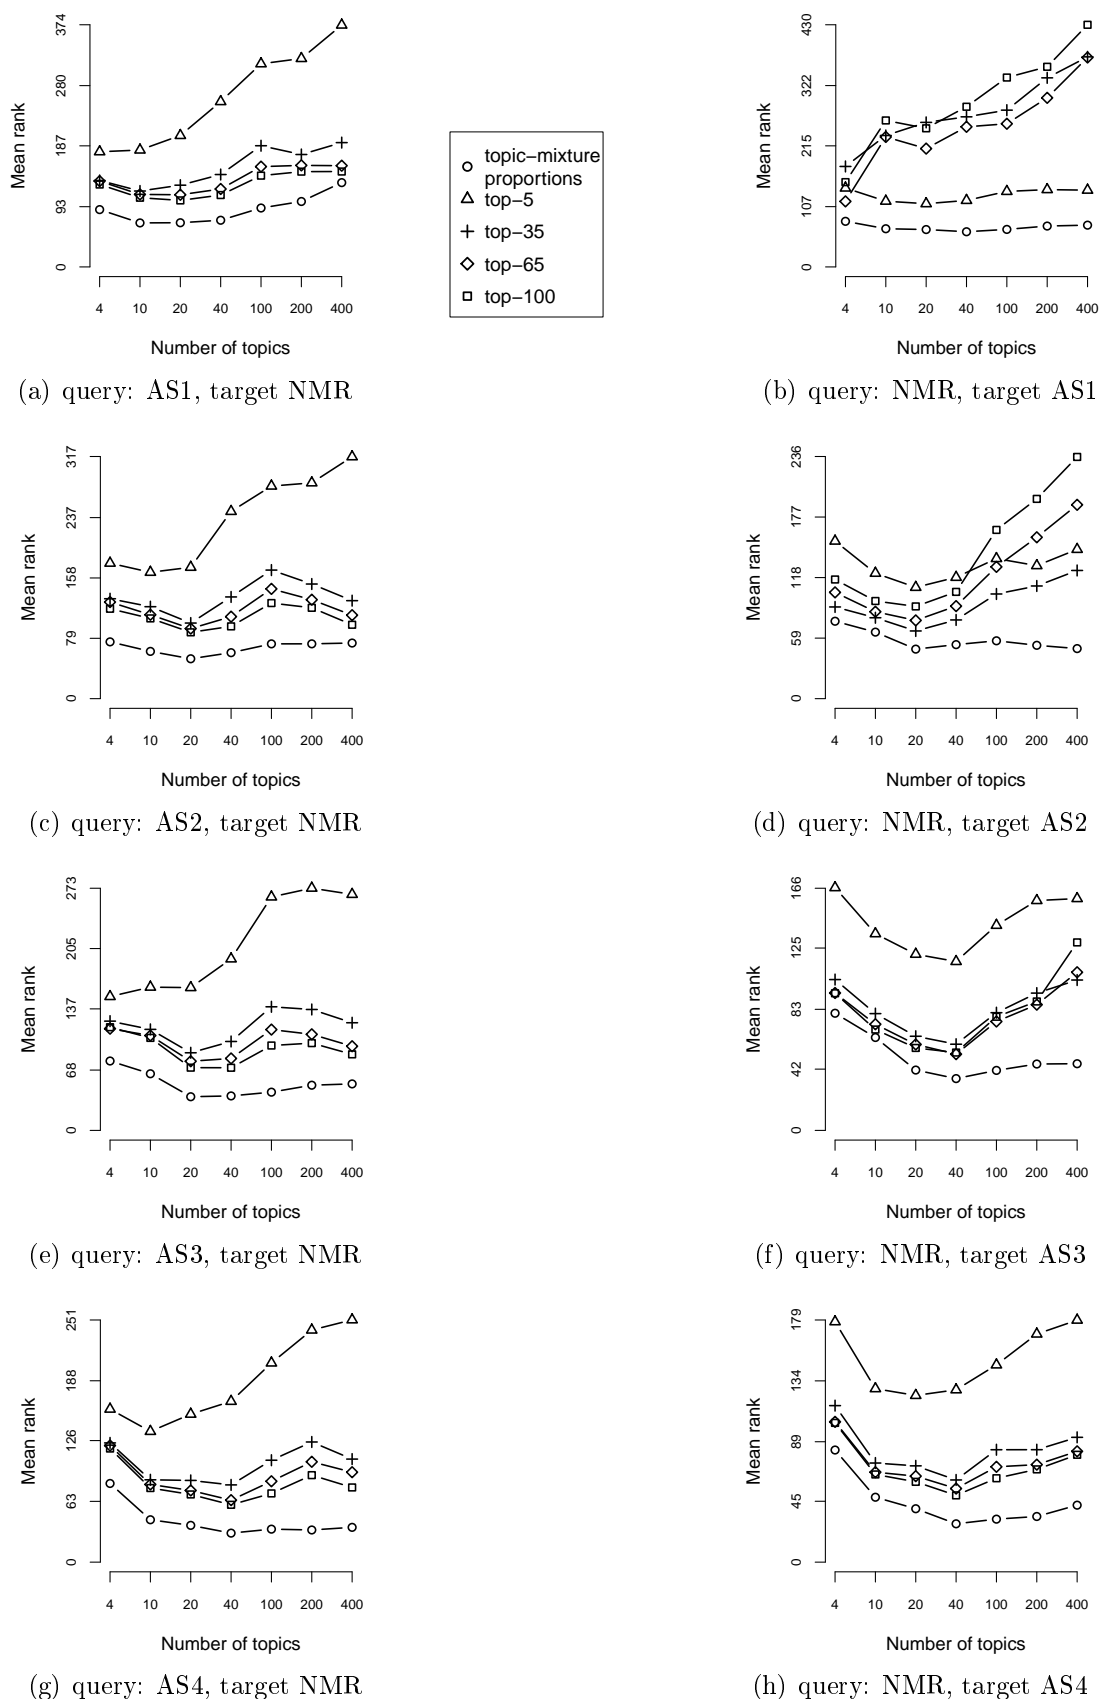 374
280
187
93
0
Mean rank
4 10 20 40 100 200 400
Number of topics
(a) query: AS1, target NMR
topic−mixture
proportions
top−5
top−35
top−65
top−100
430
322
215
107
0
Mean rank
4 10 20 40 100 200 400
Number of topics
(b) query: NMR, target AS1
317
237
158
79
0
Mean rank
4 10 20 40 100 200 400
Number of topics
(c) query: AS2, target NMR
236
177
118
59
0
Mean rank
4 10 20 40 100 200 400
Number of topics
(d) query: NMR, target AS2
273
205
137
68
0
Mean rank
4 10 20 40 100 200 400
Number of topics
(e) query: AS3, target NMR
166
125
83
42
0
Mean rank
4 10 20 40 100 200 400
Number of topics
(f) query: NMR, target AS3
251
188
126
63
0
Mean rank
4 10 20 40 100 200 400
Number of topics
(g) query: AS4, target NMR
179
134
89
45
0
Mean rank
4 10 20 40 100 200 400
Number of topics
(h) query: NMR, target AS4